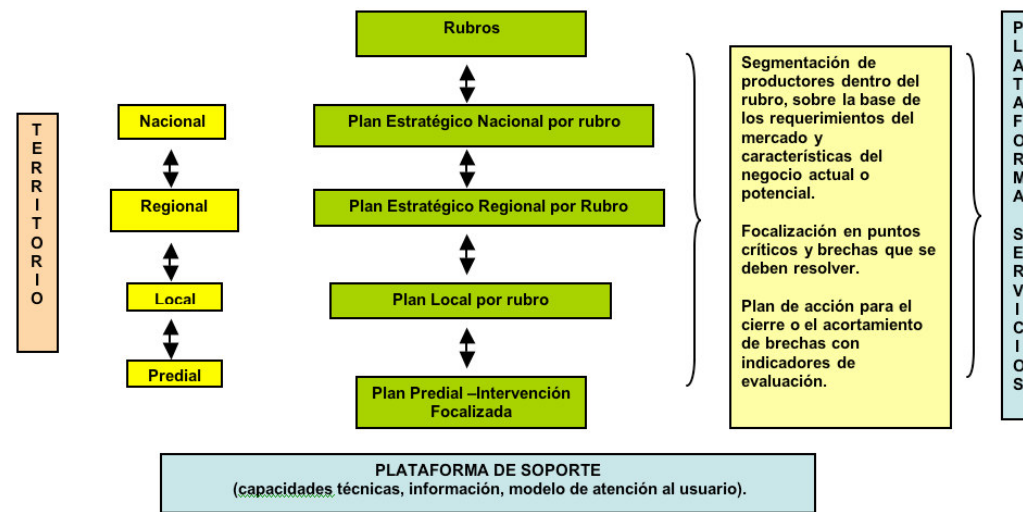 TERRITORIO
Nacional
Regional
Local
Predial
Rubros
Plan Estratégico Nacional por rubro
Plan Estratégico Regional por Rubro
Plan Local por rubro
Plan Predial –Intervención
Focalizada
Segmentación de
productores dentro del
rubro, sobre la base de
los requerimientos del
mercado y
características del
negocio actual o
potencial.
Focalización en puntos
críticos y brechas que se
deben resolver.
Plan de acción para el
cierre o el acortamiento
de brechas con
indicadores de
evaluación.
PLATAFORMA SERVICIOS
PLATAFORMA DE SOPORTE
(capacidades técnicas, información, modelo de atención al usuario).